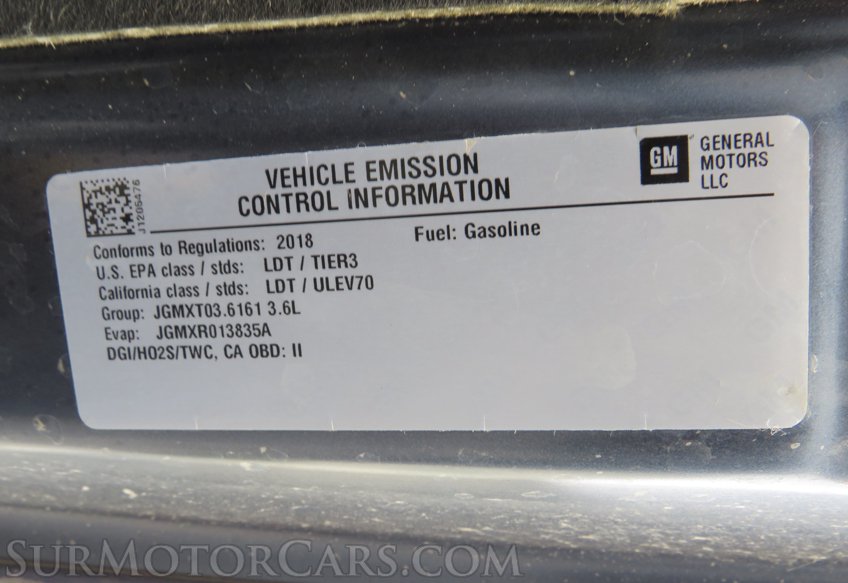 VEHICLE EMISSION
CONTROL INFORMATION
GM
GENERAL
MOTORS
LLC
J1206476
Conforms to Regulations: 2018
Fuel: Gasoline
U.S. EPA class / stds: LDT / TIER3
California class / stds: LDT / ULEV70
Group: JGMXT03.6161 3.6L
Evap: JGMXR013835A
DGI/HO2S/TWC, CA OBD: II
SURMOTORCARS.COM